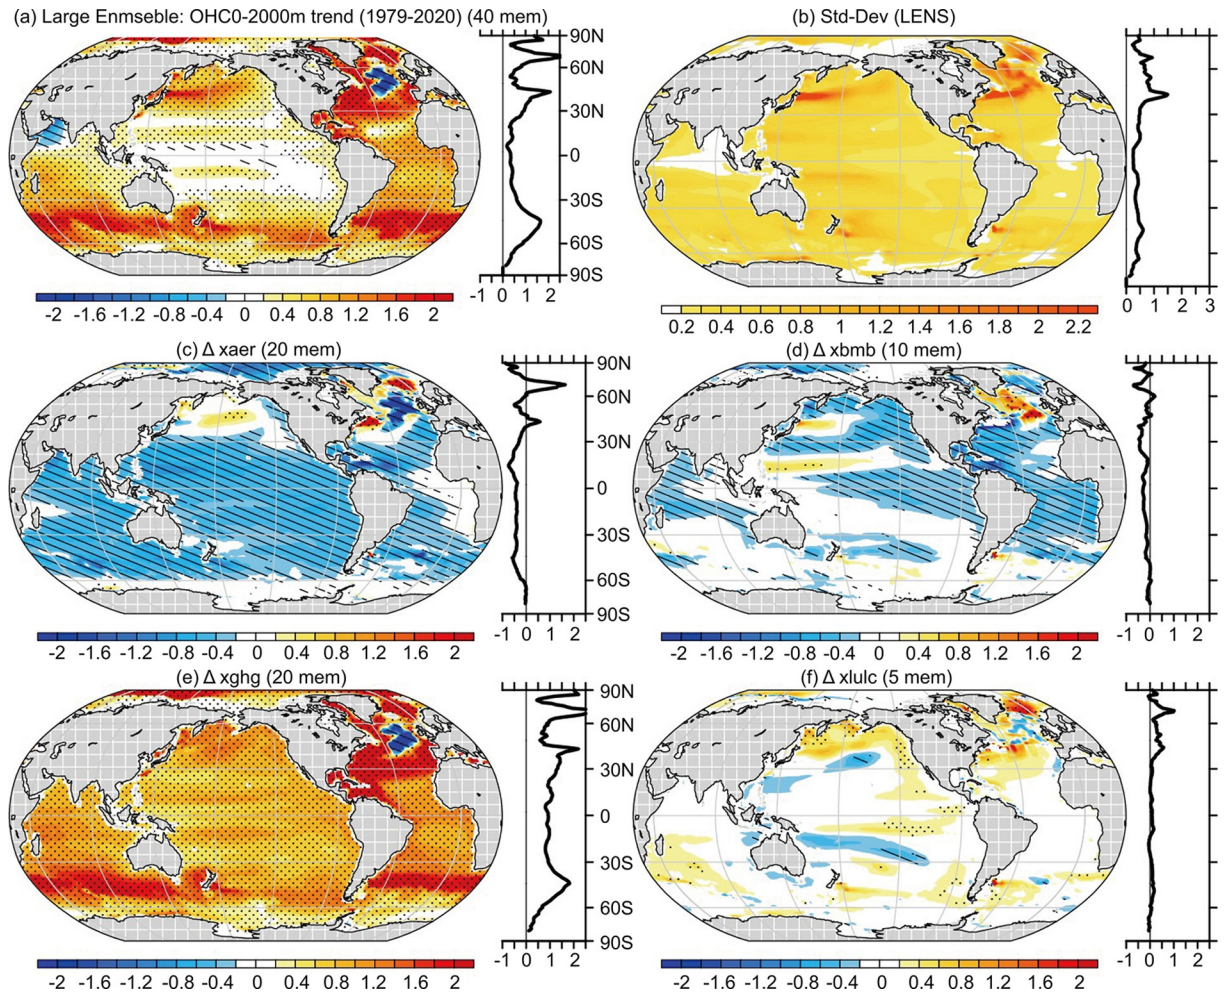 (a) Large Enmseble: OHC0-2000m trend (1979-2020) (40 mem)
90N
60N
30N
0
30S
60S
90S
-1 0 1 2
-2 -1.6 -1.2 -0.8 -0.4 0 0.4 0.8 1.2 1.6 2
(b) Std-Dev (LENS)
0 1 2 3
0.2 0.4 0.6 0.8 1 1.2 1.4 1.6 1.8 2 2.2
(c) Δ xaer (20 mem)
90N
60N
30N
0
30S
60S
90S
-1 0 1 2
-2 -1.6 -1.2 -0.8 -0.4 0 0.4 0.8 1.2 1.6 2
(d) Δ xbmb (10 mem)
-1 0 1 2
-2 -1.6 -1.2 -0.8 -0.4 0 0.4 0.8 1.2 1.6 2
(e) Δ xghg (20 mem)
90N
60N
30N
0
30S
60S
90S
-1 0 1 2
-2 -1.6 -1.2 -0.8 -0.4 0 0.4 0.8 1.2 1.6 2
(f) Δ xlulc (5 mem)
-1 0 1 2
-2 -1.6 -1.2 -0.8 -0.4 0 0.4 0.8 1.2 1.6 2